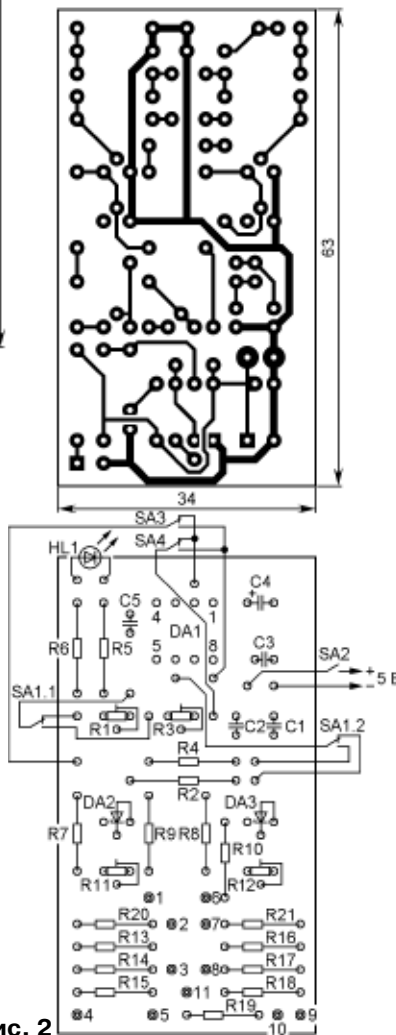 63
34
SA3
HL1
SA4
C4
C5
4
1
DA1
R6
R5
5
8
C3
SA2
+
5 В
−
SA1.1
SA1.2
R1
R3
C2
C1
R4
R2
DA2
DA3
R7
R9
R8
R10
R11
R12
1
6
R20
2
7
R21
R13
R16
R14
3
8
R17
R15
11
R18
R19
4
5
10
9
ис. 2